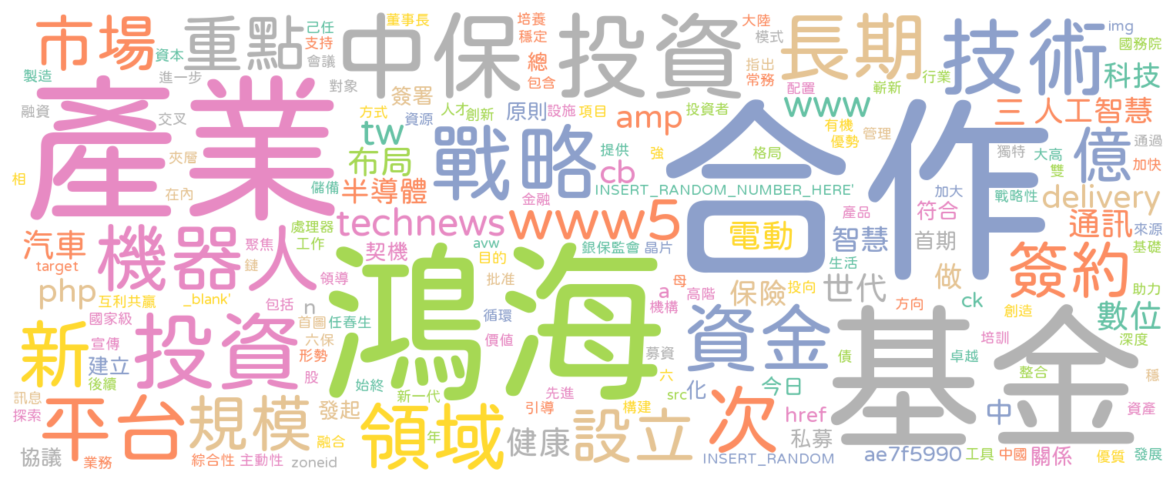 市場
重點
資本
己任
支持
會議
董事長
中保投資
培養
穩定
總
包含
大陸
模式
指出
常務
長期
技術
img
國務院
科技
製造
進一步
對象
簽署
方式
資源
人才
創新
原則
設施
項目
amp
投資者
配置
www
嶄新
行業
三
人工智慧
融資
交叉
夾層
相
在內
產業
tw
布局
半導體
儲備
戰略
提供
cb
強
格局
有機
優勢
管理
合作
億
獨特
大高
雙
通過
加快
戰略性
加大
delivery
INSERT_RANDOM_NUMBER_HERE'
金融
technews
www5
處理器
工作
契機
avw
目的
銀保監會
晶片
電動
產品
智慧
生活
符合
首期
通訊
來源
基礎
汽車
target
機器人
聚焦
鏈
領導
鴻海
批准
母
a
機構
高階
保險
投向
世代
方向
做
ck
簽約
助力
創造
數位
php
互利共贏
_blank'
包括
n
首圖
任春生
循環
價值
國家級
宣傳
建立
後續
新
投資
六保
形勢
股
募資
六
資金
債
卓越
培訓
深度
基金
整合
穩
始終
新一代
先進
src
化
今日
訊息
探索
平台
規模
發起
融合
年
領域
引導
構建
設立
健康
次
href
私募
中
資產
協議
業務
綜合性
主動性
zoneid
INSERT_RANDOM
ae7f5990
工具
中國
關係
優質
發展